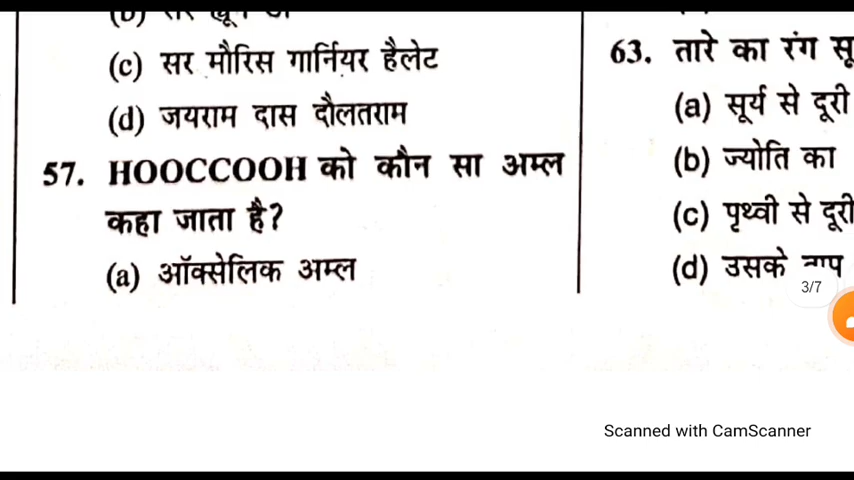 (c) सर मौरिस गार्नियर हैलेट
(d) जयराम दास दौलतराम
57. HOOCCOOH को कौन सा अम्ल
कहा जाता है?
(a) ऑक्सेलिक अम्ल
63. तारे का रंग सू
(a) सूर्य से दूरी
(b) ज्योति का
(c) पृथ्वी से दूरी
(d) उसके
3/7
Scanned with CamScanner